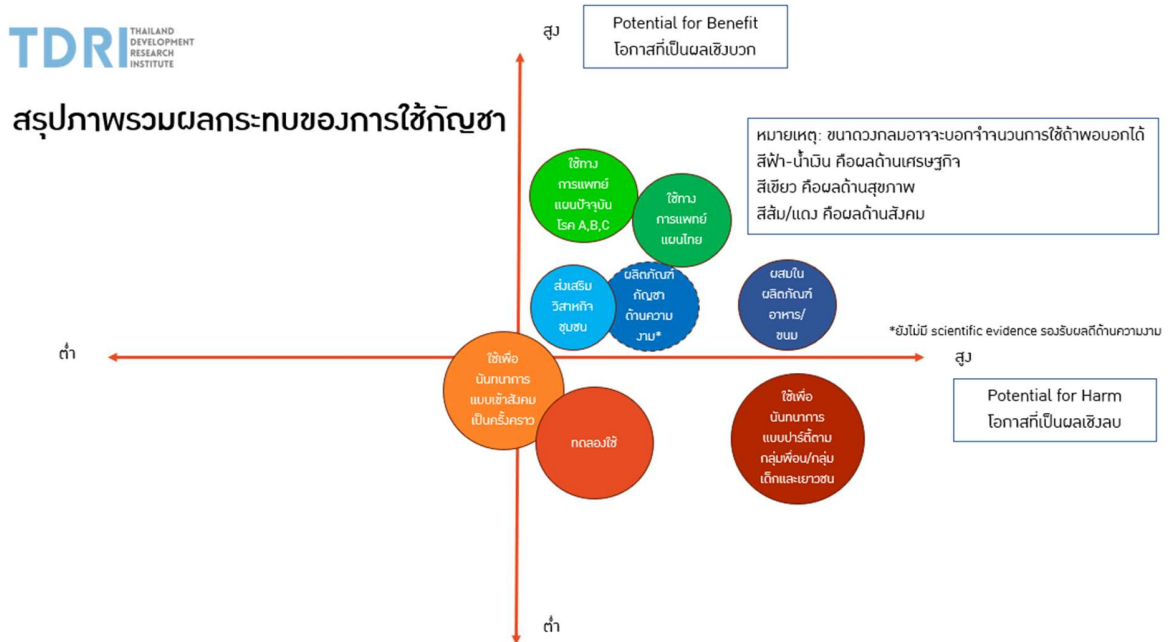 TDRI
THAILAND
DEVELOPMENT
RESEARCH
INSTITUTE
สรุปภาพรวมผลกระทบของการใช้กัญชา
สูง
Potential for Benefit
โอกาสที่เป็นผลเชิงบวก
หมายเหตุ: ขนาดวงกลมอาจจะบอกจำนวนการใช้ถ้าพอบอกได้
สีฟ้า-น้ำเงิน คือผลด้านเศรษฐกิจ
สีเขียว คือผลด้านสุขภาพ
สีส้ม/แดง คือผลด้านสังคม
ใช้ทาง
การแพทย์
แผนปัจจุบัน
โรค A,B,C
ใช้ทาง
การแพทย์
แผนไทย
ส่งเสริม
วิสาหกิจ
ชุมชน
ผลิตภัณฑ์
กัญชา
ด้านความ
งาม*
ผสมใน
ผลิตภัณฑ์
อาหาร/
ขนม
*ยังไม่มี scientific evidence รองรับผลดีด้านความงาม
ต่ำ
สูง
Potential for Harm
โอกาสที่เป็นผลเชิงลบ
ใช้เพื่อ
นันทนาการ
แบบเข้าสังคม
เป็นครั้งคราว
ทดลองใช้
ใช้เพื่อ
นันทนาการ
แบบปาร์ตี้ตาม
กลุ่มเพื่อน/กลุ่ม
เด็กและเยาวชน
ต่ำ